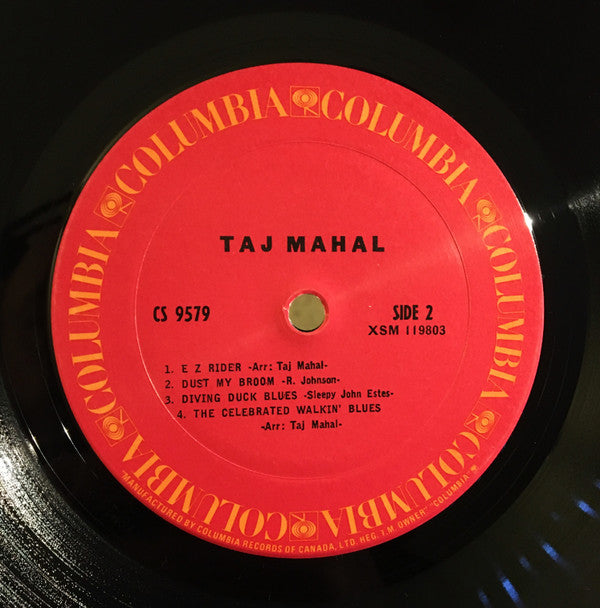 COLUMBIA COLUMBIA COLUMBIA COLUMBIA COLUMBIA COLUMBIA
TAJ MAHAL
CS 9579
SIDE 2
XSM 119803
1. E Z RIDER -Arr: Taj Mahal-
2. DUST MY BROOM -R. Johnson-
3. DIVING DUCK BLUES -Sleepy John Estes-
4. THE CELEBRATED WALKIN' BLUES
-Arr: Taj Mahal-
"MANUFACTURED BY COLUMBIA RECORDS OF CANADA, LTD. REG. T.M. OWNER "COLUMBIA",